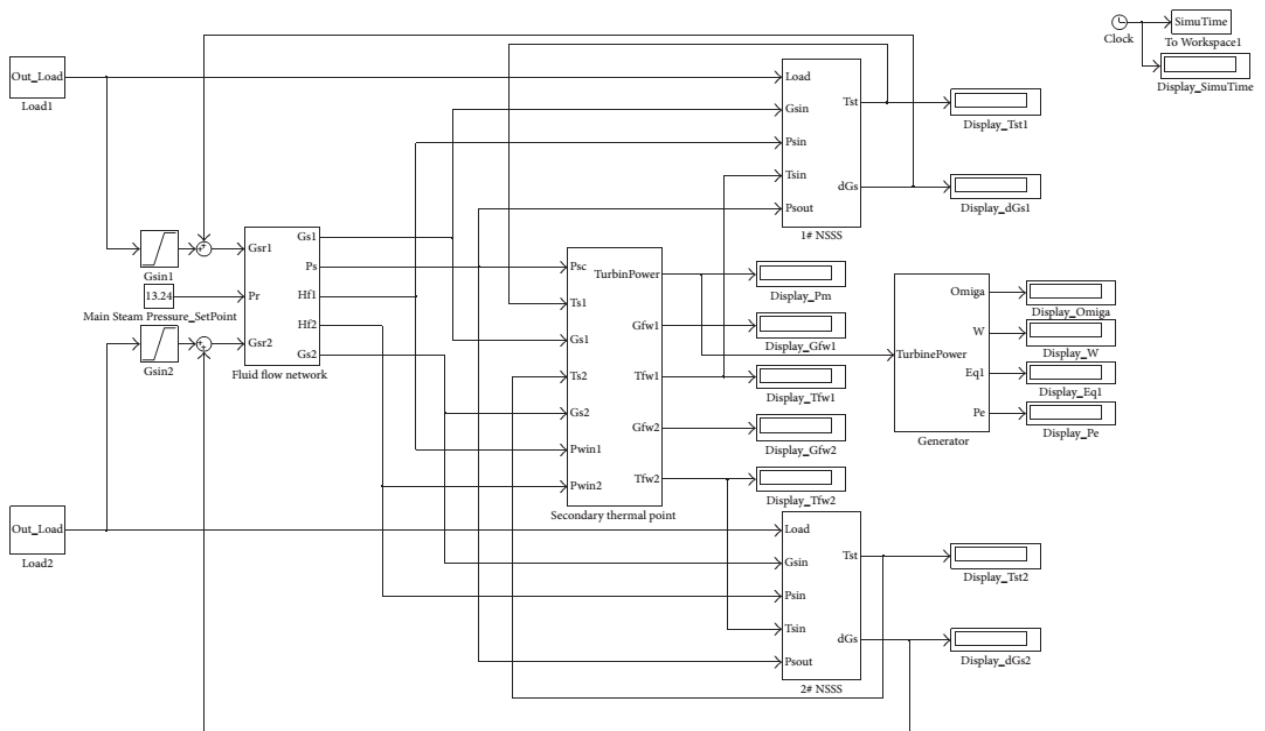 SimuTime
Clock
To Workspace1
Display_SimuTime
Out_Load
Load1
Load
Gsin
Psin
Tsin
Psout
Tst
dGs
1# NSSS
Display_Tst1
Display_dGs1
Gsin1
13.24
Main Steam Pressure_SetPoint
Gsin2
Gsr1
Pr
Gsr2
Gs1
Ps
Hf1
Hf2
Gs2
Fluid flow network
Psc
Ts1
Gs1
Ts2
Gs2
Pwin1
Pwin2
TurbinPower
Gfw1
Tfw1
Gfw2
Tfw2
Secondary thermal point
Display_Pm
Display_Gfw1
Display_Tfw1
Display_Gfw2
Display_Tfw2
TurbinePower
Omiga
W
Eq1
Pe
Generator
Display_Omiga
Display_W
Display_Eq1
Display_Pe
Out_Load
Load2
Load
Gsin
Psin
Tsin
Psout
Tst
dGs
2# NSSS
Display_Tst2
Display_dGs2